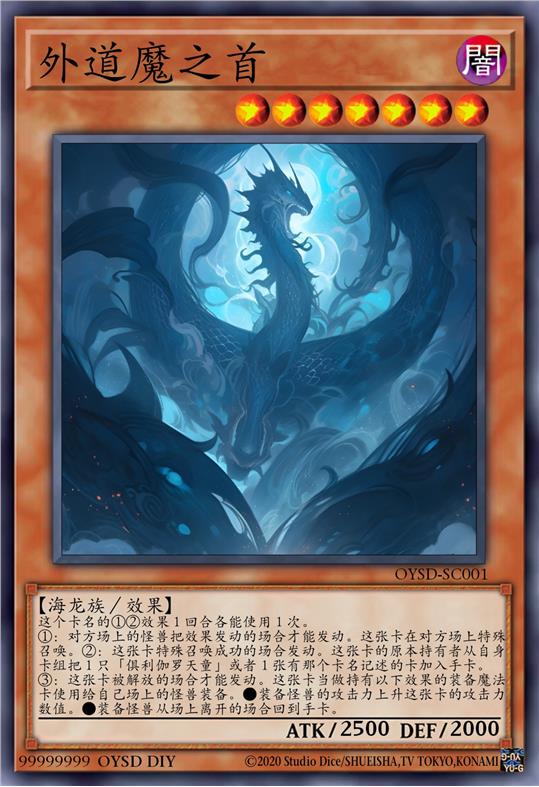 外道魔之首
闇
OYSD-SC001
【海龙族／效果】
这个卡名的①②效果1回合各能使用1次。
①：对方场上的怪兽把效果发动的场合才能发动。这张卡在对方场上特殊
召唤。②：这张卡特殊召唤成功的场合发动。这张卡的原本持有者从自身
卡组把1只「俱利伽罗天童」或者1张有那个卡名记述的卡加入手卡。
③：这张卡被解放的场合才能发动。这张卡当做持有以下效果的装备魔法
卡使用给自己场上的怪兽装备。●装备怪兽的攻击力上升这张卡的攻击力
数值。●装备怪兽从场上离开的场合回到手卡。
ATK/2500 DEF/2000
99999999 OYSD DIY ©2020 Studio Dice/SHUEISHA,TV TOKYO,KONAMI